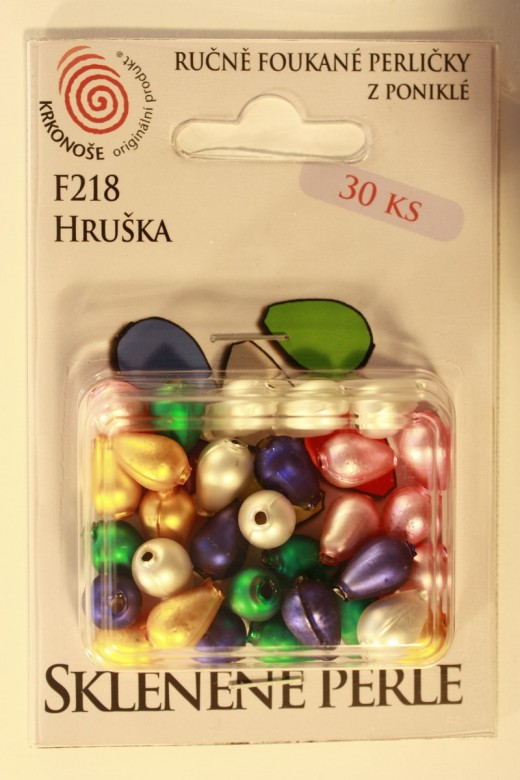 KRKONOŠE
originální produkt®
RUČNĚ FOUKANÉ PERLIČKY
Z PONIKLÉ
F218
HRUŠKA
30 KS
SKLENĚNÉ PERLE